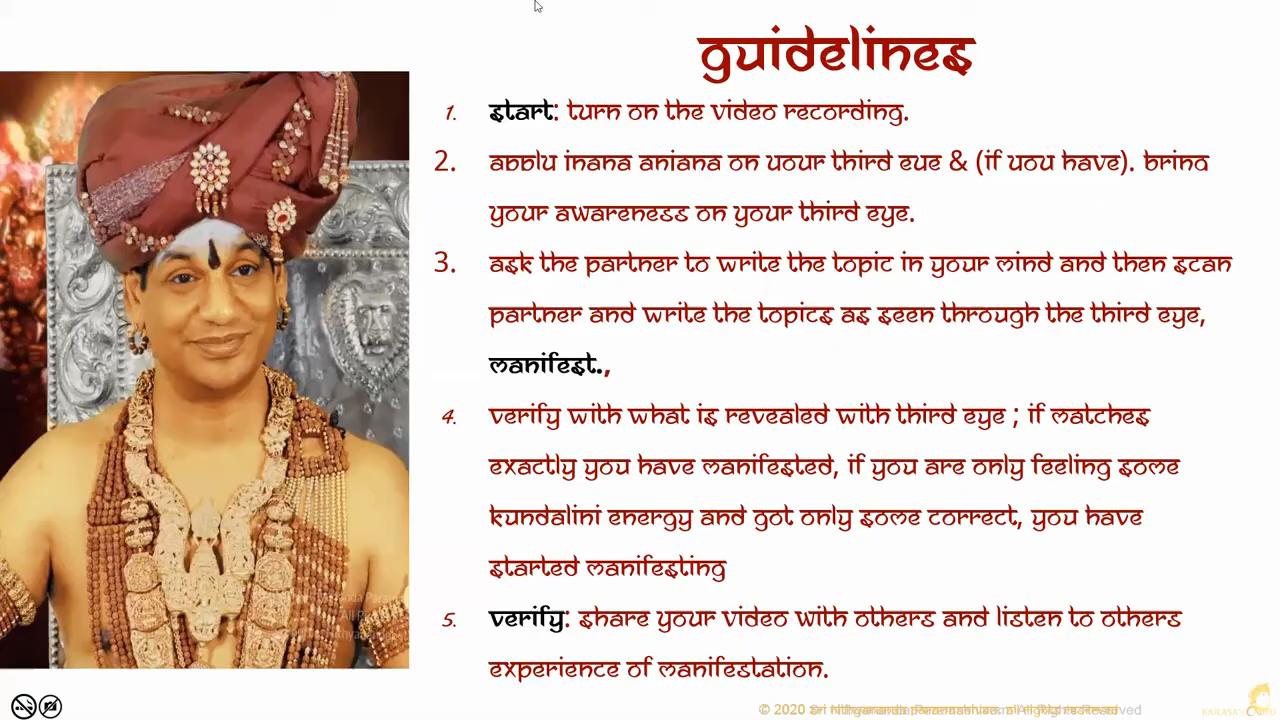 Guidelines
1. Start: Turn on the video recording.
2. Apply jnana anjana on your third eye & (if you have). Bring
your awareness on your third eye.
3. Ask the partner to write the topic in your mind and then scan
partner and write the topics as seen through the third eye,
manifest.,
4. Verify with what is revealed with third eye ; if matches
exactly you have manifested, if you are only feeling some
kundalini energy and got only some correct, you have
started manifesting
5. Verify: Share your video with others and listen to others
experience of manifestation.
© 2020